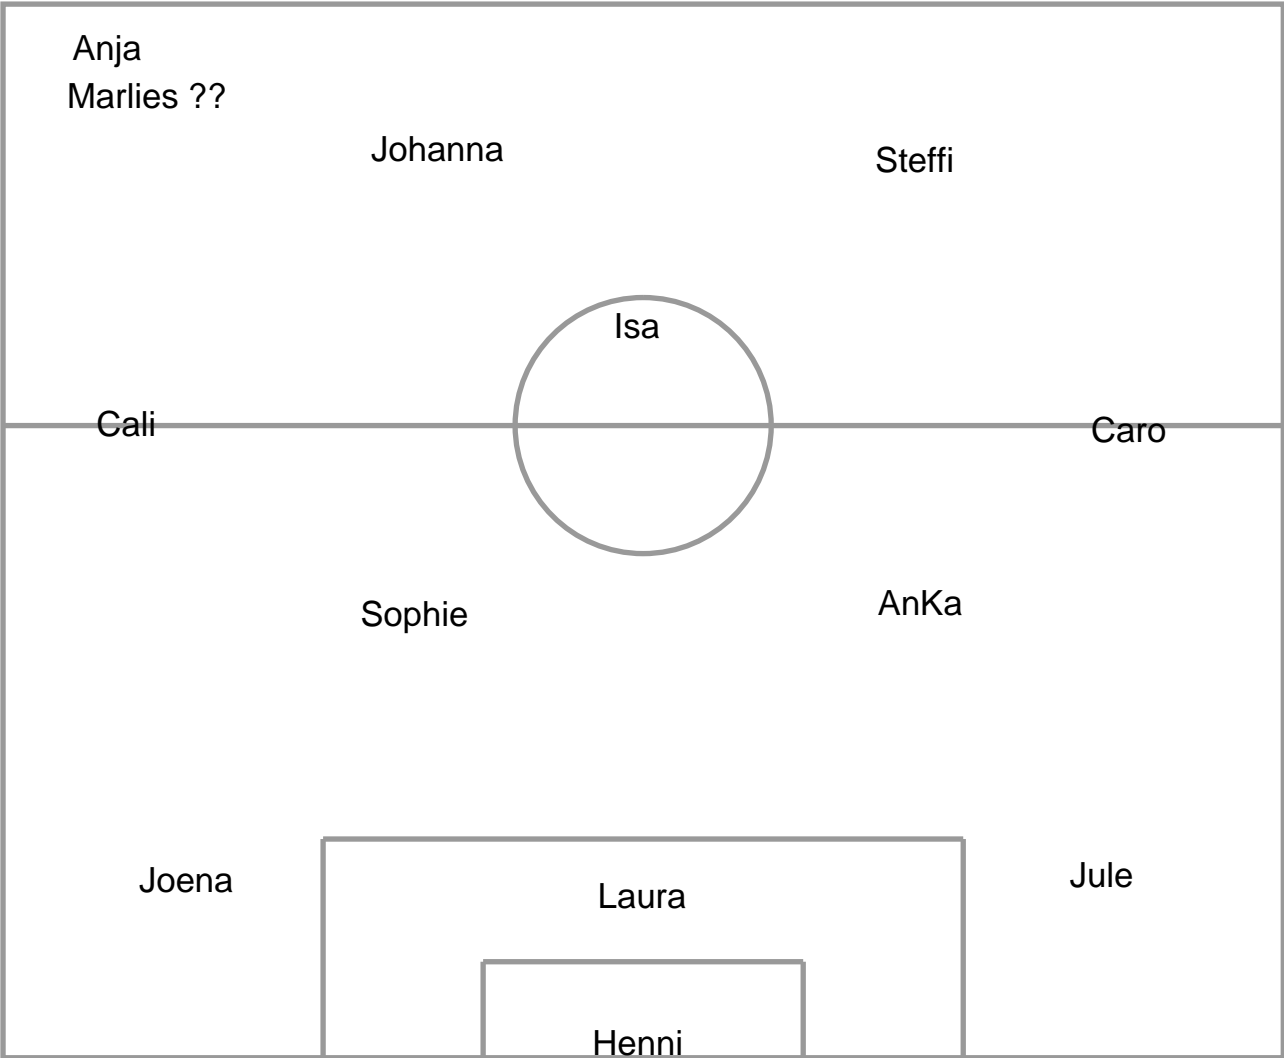 Anja
Marlies ??
Johanna
Steffi
Isa
Cali
Caro
Sophie
AnKa
Joena
Laura
Jule
Henni